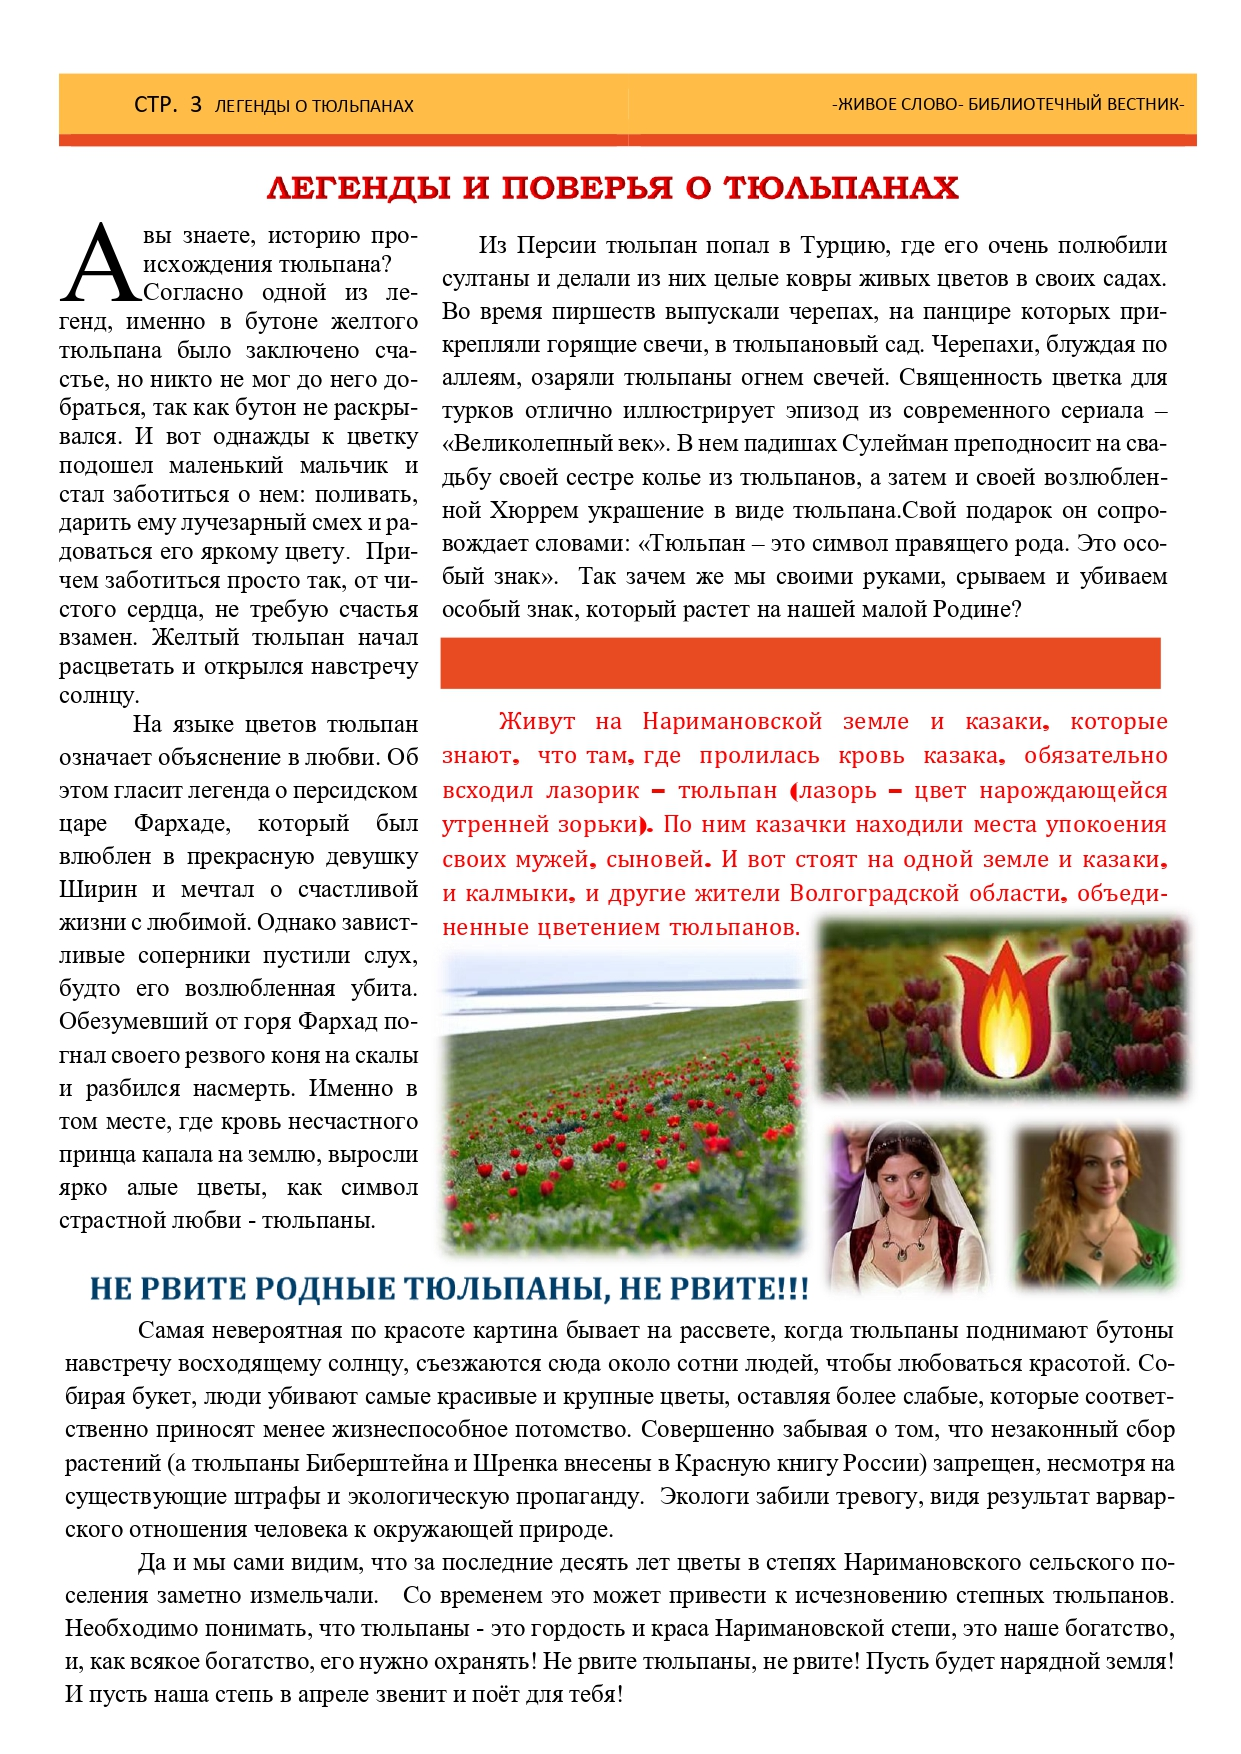 СТР. 3 ЛЕГЕНДЫ О ТЮЛЬПАНАХ
-ЖИВОЕ СЛОВО- БИБЛИОТЕЧНЫЙ ВЕСТНИК-
ЛЕГЕНДЫ И ПОВЕРЬЯ О ТЮЛЬПАНАХ
А вы знаете, историю про-
исхождения тюльпана?
Согласно одной из ле-
генд, именно в бутоне желтого
тюльпана было заключено сча-
стье, но никто не мог до него до-
браться, так как бутон не раскры-
вался. И вот однажды к цветку
подошел маленький мальчик и
стал заботиться о нем: поливать,
дарить ему лучезарный смех и ра-
доваться его яркому цвету. При-
чем заботиться просто так, от чи-
стого сердца, не требую счастья
взамен. Желтый тюльпан начал
расцветать и открылся навстречу
солнцу.
На языке цветов тюльпан
означает объяснение в любви. Об
этом гласит легенда о персидском
царе Фархаде, который был
влюблен в прекрасную девушку
Ширин и мечтал о счастливой
жизни с любимой. Однако завист-
ливые соперники пустили слух,
будто его возлюбленная убита.
Обезумевший от горя Фархад по-
гнал своего резвого коня на скалы
и разбился насмерть. Именно в
том месте, где кровь несчастного
принца капала на землю, выросли
ярко алые цветы, как символ
страстной любви - тюльпаны.
Из Персии тюльпан попал в Турцию, где его очень полюбили
султаны и делали из них целые ковры живых цветов в своих садах.
Во время пиршеств выпускали черепах, на панцире которых при-
крепляли горящие свечи, в тюльпановый сад. Черепахи, блуждая по
аллеям, озаряли тюльпаны огнем свечей. Священность цветка для
турков отлично иллюстрирует эпизод из современного сериала –
«Великолепный век». В нем падишах Сулейман преподносит на сва-
дьбу своей сестре колье из тюльпанов, а затем и своей возлюблен-
ной Хюррем украшение в виде тюльпана.Свой подарок он сопро-
вождает словами: «Тюльпан – это символ правящего рода. Это осо-
бый знак». Так зачем же мы своими руками, срываем и убиваем
особый знак, который растет на нашей малой Родине?
Живут на Наримановской земле и казаки, которые
знают, что там, где пролилась кровь казака, обязательно
всходил лазорик – тюльпан (лазорь – цвет нарождающейся
утренней зорьки). По ним казачки находили места упокоения
своих мужей, сыновей. И вот стоят на одной земле и казаки,
и калмыки, и другие жители Волгоградской области, объеди-
ненные цветением тюльпанов.
НЕ РВИТЕ РОДНЫЕ ТЮЛЬПАНЫ, НЕ РВИТЕ!!!
Самая невероятная по красоте картина бывает на рассвете, когда тюльпаны поднимают бутоны
навстречу восходящему солнцу, съезжаются сюда около сотни людей, чтобы любоваться красотой. Со-
бирая букет, люди убивают самые красивые и крупные цветы, оставляя более слабые, которые соответ-
ственно приносят менее жизнеспособное потомство. Совершенно забывая о том, что незаконный сбор
растений (а тюльпаны Биберштейна и Шренка внесены в Красную книгу России) запрещен, несмотря на
существующие штрафы и экологическую пропаганду. Экологи забили тревогу, видя результат варвар-
ского отношения человека к окружающей природе.
Да и мы сами видим, что за последние десять лет цветы в степях Наримановского сельского по-
селения заметно измельчали. Со временем это может привести к исчезновению степных тюльпанов.
Необходимо понимать, что тюльпаны - это гордость и краса Наримановской степи, это наше богатство,
и, как всякое богатство, его нужно охранять! Не рвите тюльпаны, не рвите! Пусть будет нарядной земля!
И пусть наша степь в апреле звенит и поёт для тебя!